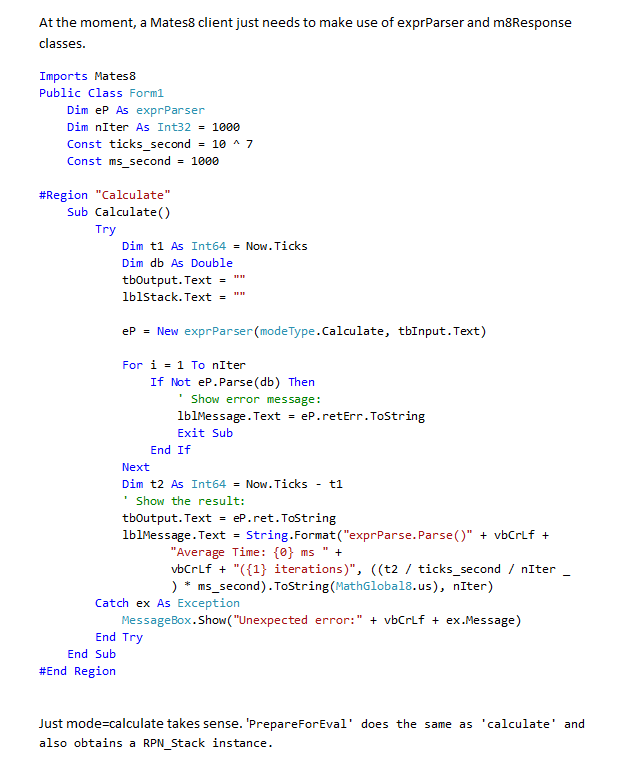 At the moment, a Mates8 client just needs to make use of exprParser and m8Response
classes.
Imports Mates8
Public Class Form1
Dim eP As exprParser
Dim nIter As Int32 = 1000
Const ticks_second = 10 ^ 7
Const ms_second = 1000
#Region "Calculate"
Sub Calculate()
Try
Dim t1 As Int64 = Now.Ticks
Dim db As Double
tbOutput.Text = ""
lblStack.Text = ""
eP = New exprParser(modeType.Calculate, tbInput.Text)
For i = 1 To nIter
If Not eP.Parse(db) Then
' Show error message:
lblMessage.Text = eP.retErr.ToString
Exit Sub
End If
Next
Dim t2 As Int64 = Now.Ticks - t1
' Show the result:
tbOutput.Text = eP.ret.ToString
lblMessage.Text = String.Format("exprParse.Parse()" + vbCrLf +
"Average Time: {0} ms " +
vbCrLf + "({1} iterations)", ((t2 / ticks_second / nIter _
) * ms_second).ToString(MathGlobal8.us), nIter)
Catch ex As Exception
MessageBox.Show("Unexpected error:" + vbCrLf + ex.Message)
End Try
End Sub
#End Region
Just mode=calculate takes sense. 'PrepareForEval' does the same as 'calculate' and
also obtains a RPN_Stack instance.